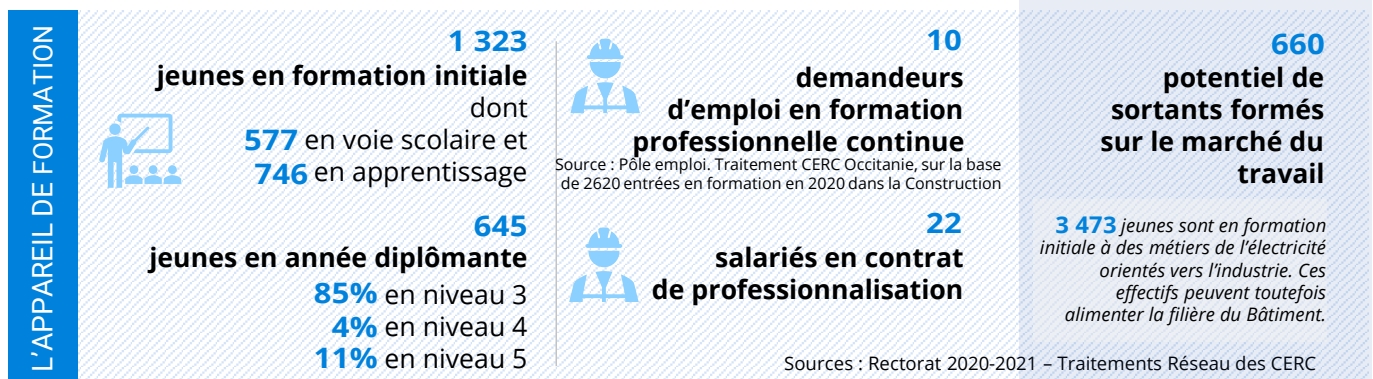 L'APPAREIL DE FORMATION
1 323
jeunes en formation initiale
dont
577 en voie scolaire et
746 en apprentissage
645
jeunes en année diplômante
85% en niveau 3
4% en niveau 4
11% en niveau 5
10
demandeurs
d’emploi en formation
professionnelle continue
Source : Pôle emploi. Traitement CERC Occitanie, sur la base
de 2620 entrées en formation en 2020 dans la Construction
22
salariés en contrat
de professionnalisation
660
potentiel de
sortants formés
sur le marché du
travail
3 473 jeunes sont en formation
initiale à des métiers de l’électricité
orientés vers l’industrie. Ces
effectifs peuvent toutefois
alimenter la filière du Bâtiment.
Sources : Rectorat 2020-2021 – Traitements Réseau des CERC